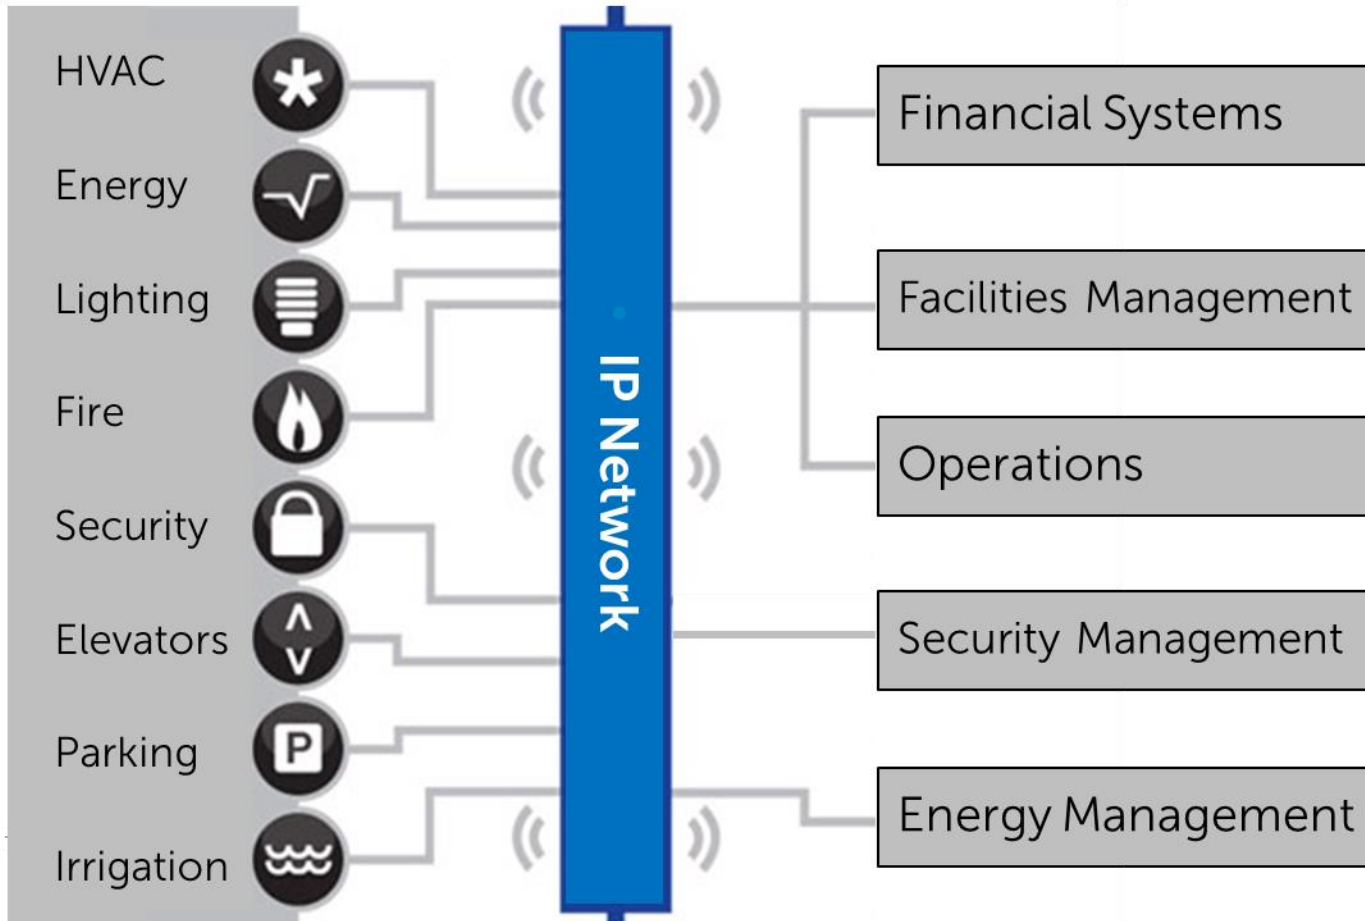 HVAC
Energy
Lighting
Fire
Security
Elevators
P
Parking
Irrigation
IP Network
Financial Systems
Facilities Management
Operations
Security Management
Energy Management